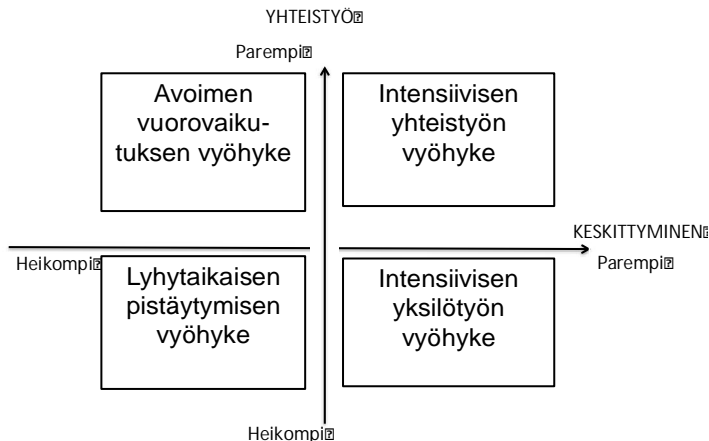 YHTEISTYÖ
Parempi
Avoimen
vuorovaiku-
tuksen vyöhyke
Intensiivisen
yhteistyön
vyöhyke
KESKITTYMINEN
Heikompi
Parempi
Lyhytaikaisen
pistäytymisen
vyöhyke
Intensiivisen
yksilötyön
vyöhyke
Heikompi